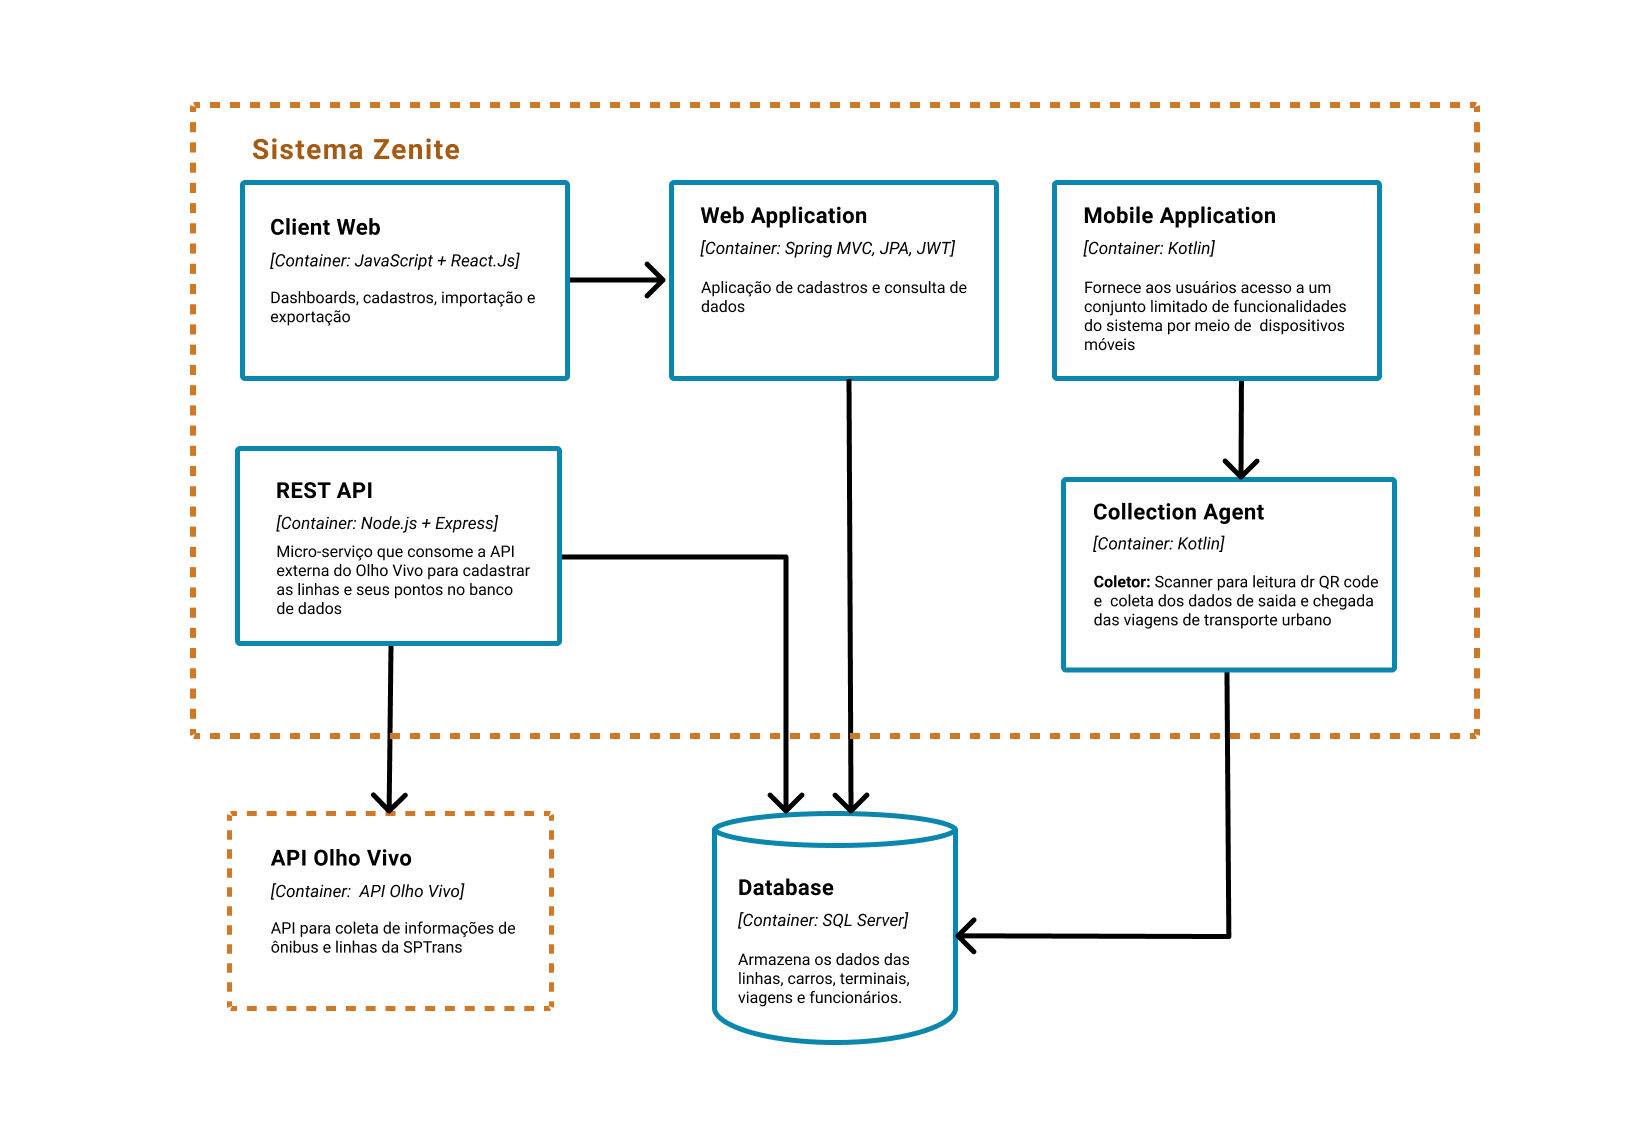 Sistema Zenite
Client Web
[Container: JavaScript + React.Js]
Dashboards, cadastros, importação e
exportação
Web Application
[Container: Spring MVC, JPA, JWT]
Aplicação de cadastros e consulta de
dados
Mobile Application
[Container: Kotlin]
Fornece aos usuários acesso a um
conjunto limitado de funcionalidades
do sistema por meio de  dispositivos
móveis
REST API
[Container: Node.js + Express]
Micro-serviço que consome a API
externa do Olho Vivo para cadastrar
as linhas e seus pontos no banco
de dados
Collection Agent
[Container: Kotlin]
Coletor: Scanner para leitura dr QR code
e  coleta dos dados de saida e chegada
das viagens de transporte urbano
API Olho Vivo
[Container:  API Olho Vivo]
API para coleta de informações de
ônibus e linhas da SPTrans
Database
[Container: SQL Server]
Armazena os dados das
linhas, carros, terminais,
viagens e funcionários.